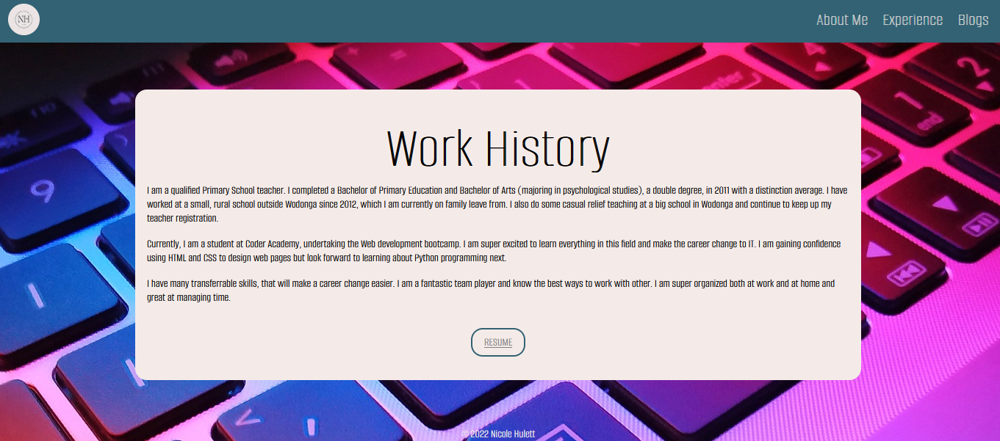 NH
About Me Experience Blogs
Work History
I am a qualified Primary School teacher. I completed a Bachelor of Primary Education and Bachelor of Arts (majoring in psychological studies), a double degree, in 2011 with a distinction average. I have
worked at a small, rural school outside Wodonga since 2012, which I am currently on family leave from. I also do some casual relief teaching at a big school in Wodonga and continue to keep up my
teacher registration.
Currently, I am a student at Coder Academy, undertaking the Web development bootcamp. I am super excited to learn everything in this field and make the career change to IT. I am gaining confidence
using HTML and CSS to design web pages but look forward to learning about Python programming next.
I have many transferrable skills, that will make a career change easier. I am a fantastic team player and know the best ways to work with other. I am super organized both at work and at home and
great at managing time.
RESUME
© 2022 Nicole Hulett
f10
f11
enter
4
2
1
end
9